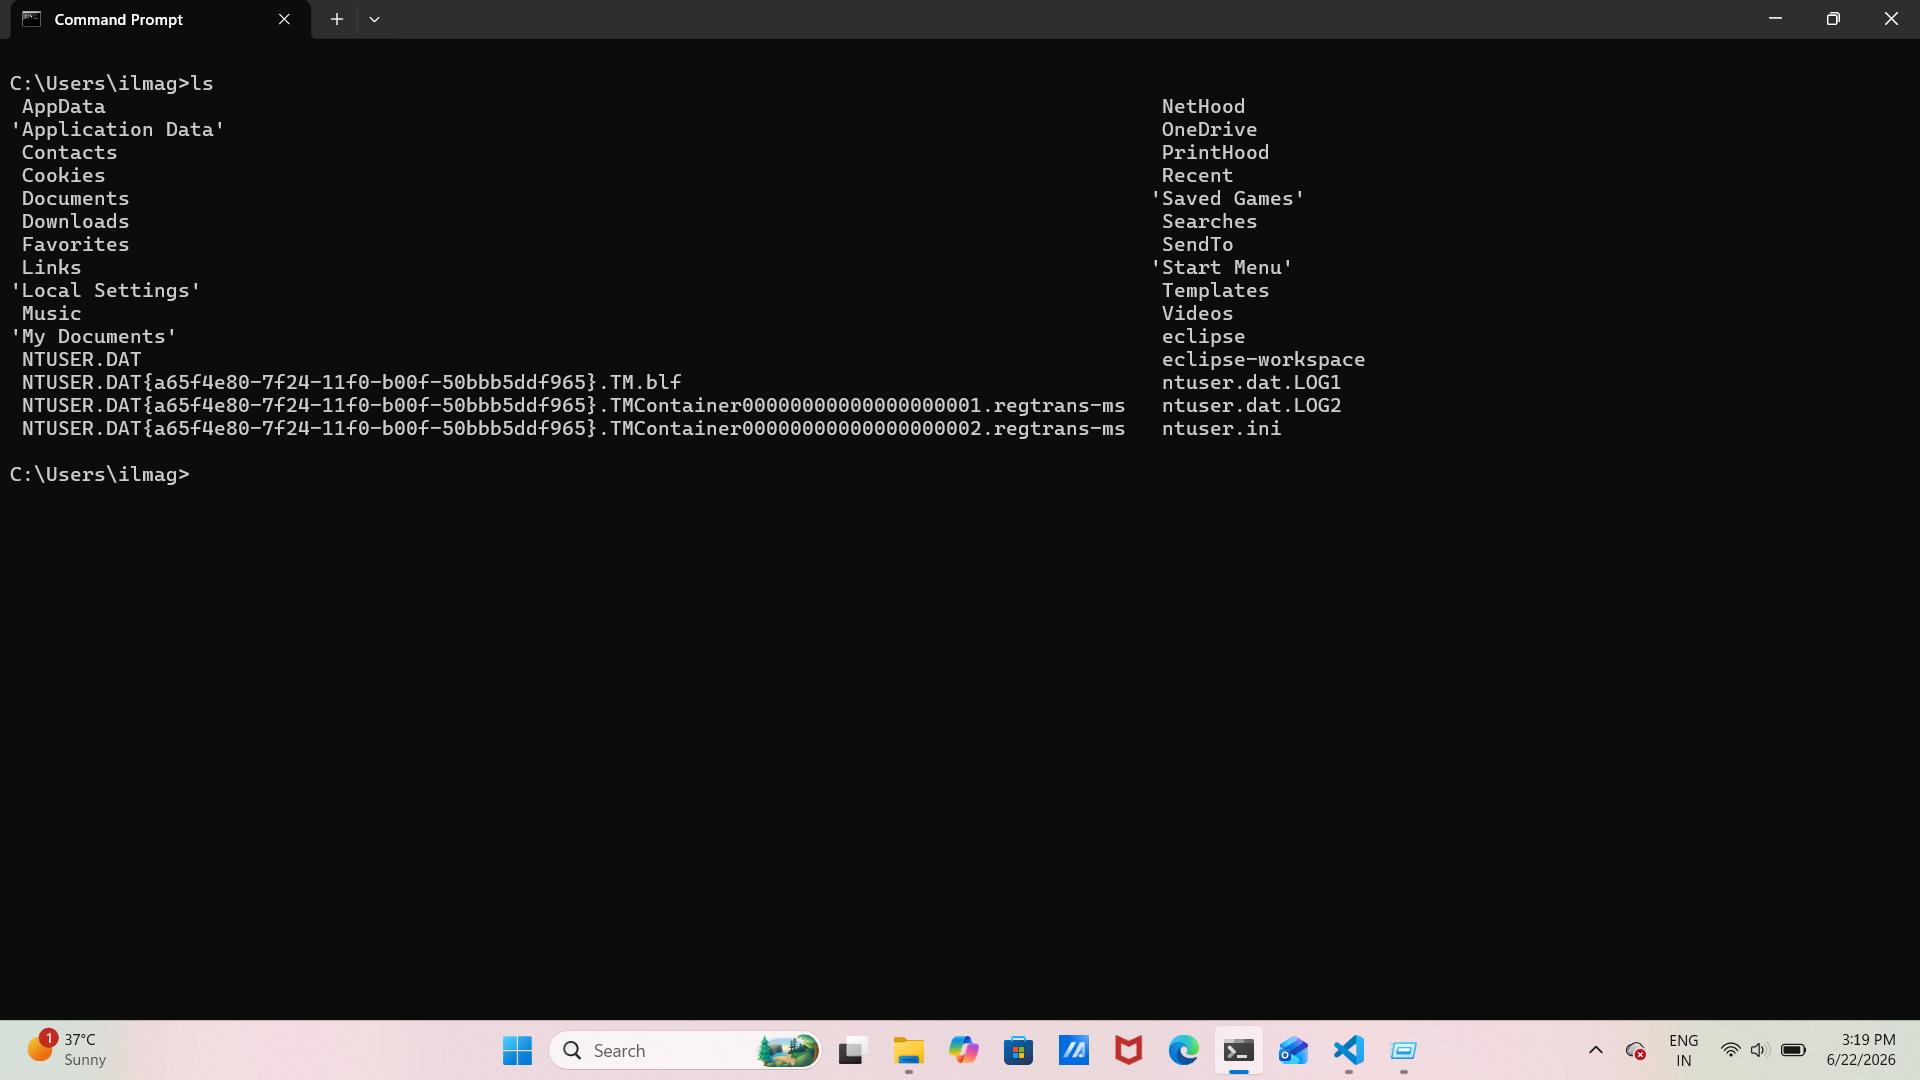 Command Prompt
C:\Users\ilmag>ls
 AppData                                                                                        NetHood
'Application Data'                                                                              OneDrive
 Contacts                                                                                       PrintHood
 Cookies                                                                                        Recent
 Documents                                                                                     'Saved Games'
 Downloads                                                                                      Searches
 Favorites                                                                                      SendTo
 Links                                                                                         'Start Menu'
'Local Settings'                                                                                Templates
 Music                                                                                          Videos
'My Documents'                                                                                  eclipse
 NTUSER.DAT                                                                                     eclipse-workspace
 NTUSER.DAT{a65f4e80-7f24-11f0-b00f-50bbb5ddf965}.TM.blf                                        ntuser.dat.LOG1
 NTUSER.DAT{a65f4e80-7f24-11f0-b00f-50bbb5ddf965}.TMContainer00000000000000000001.regtrans-ms   ntuser.dat.LOG2
 NTUSER.DAT{a65f4e80-7f24-11f0-b00f-50bbb5ddf965}.TMContainer00000000000000000002.regtrans-ms   ntuser.ini
C:\Users\ilmag>
1 37°C
Sunny
Search
ENG
IN
3:19 PM
6/22/2026